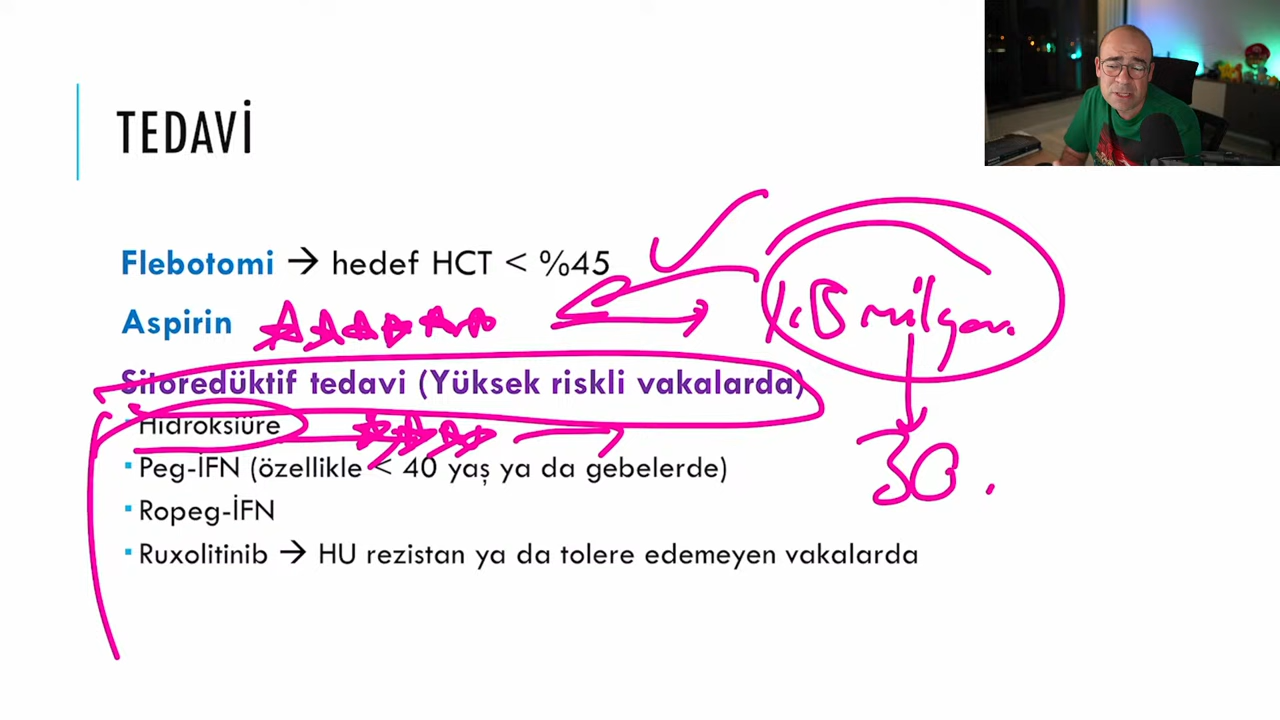 TEDAVİ
Flebotomi → hedef HCT < %45
Aspirin
1.5 milyon.
Sitoredüktif tedavi (Yüksek riskli vakalarda)
Hidroksiüre
▪ Peg-İFN (özellikle < 40 yaş ya da gebelerde)
30.
▪ Ropeg-İFN
▪ Ruxolitinib → HU rezistan ya da tolere edemeyen vakalarda